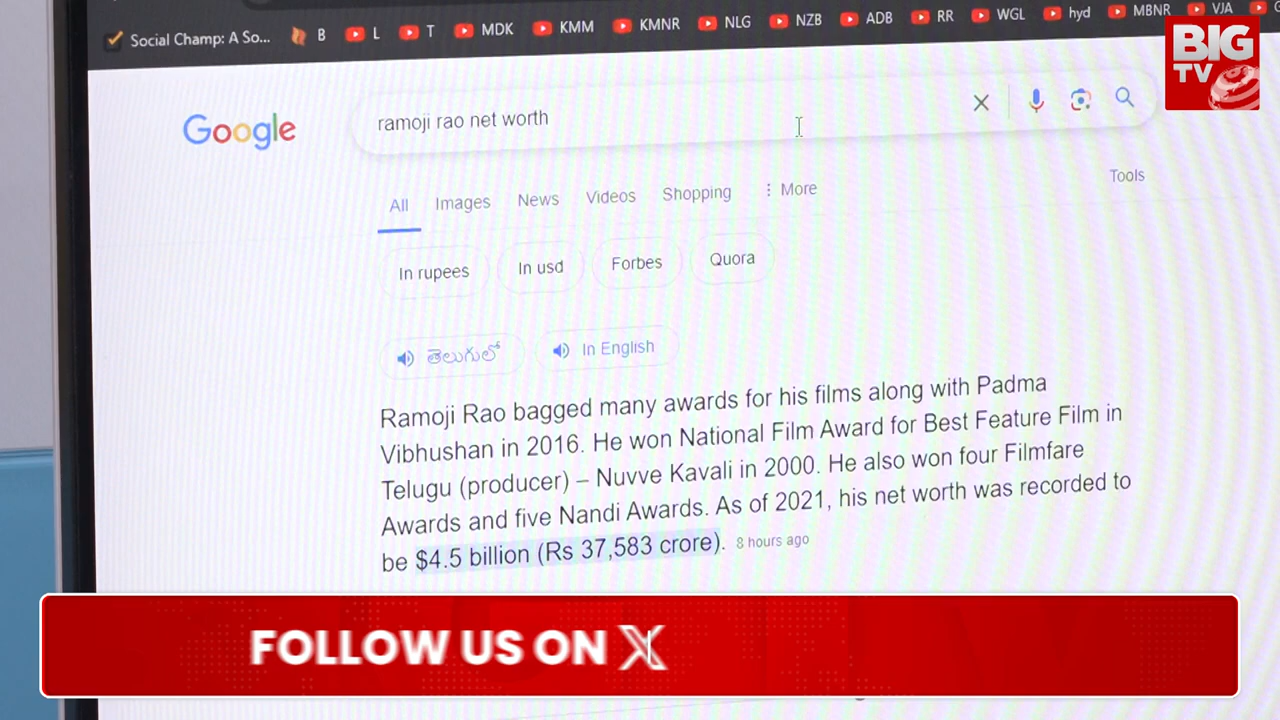 Social Champ: A So... B L T MDK KMM KMNR NLG NZB ADB RR WGL hyd MBNR VJA
BIG
TV
Google
ramoji rao net worth
All Images News Videos Shopping More Tools
In rupees In usd Forbes Quora
తెలుగులో In English
Ramoji Rao bagged many awards for his films along with Padma
Vibhushan in 2016. He won National Film Award for Best Feature Film in
Telugu (producer) – Nuvve Kavali in 2000. He also won four Filmfare
Awards and five Nandi Awards. As of 2021, his net worth was recorded to
be $4.5 billion (Rs 37,583 crore). 8 hours ago
FOLLOW US ON X